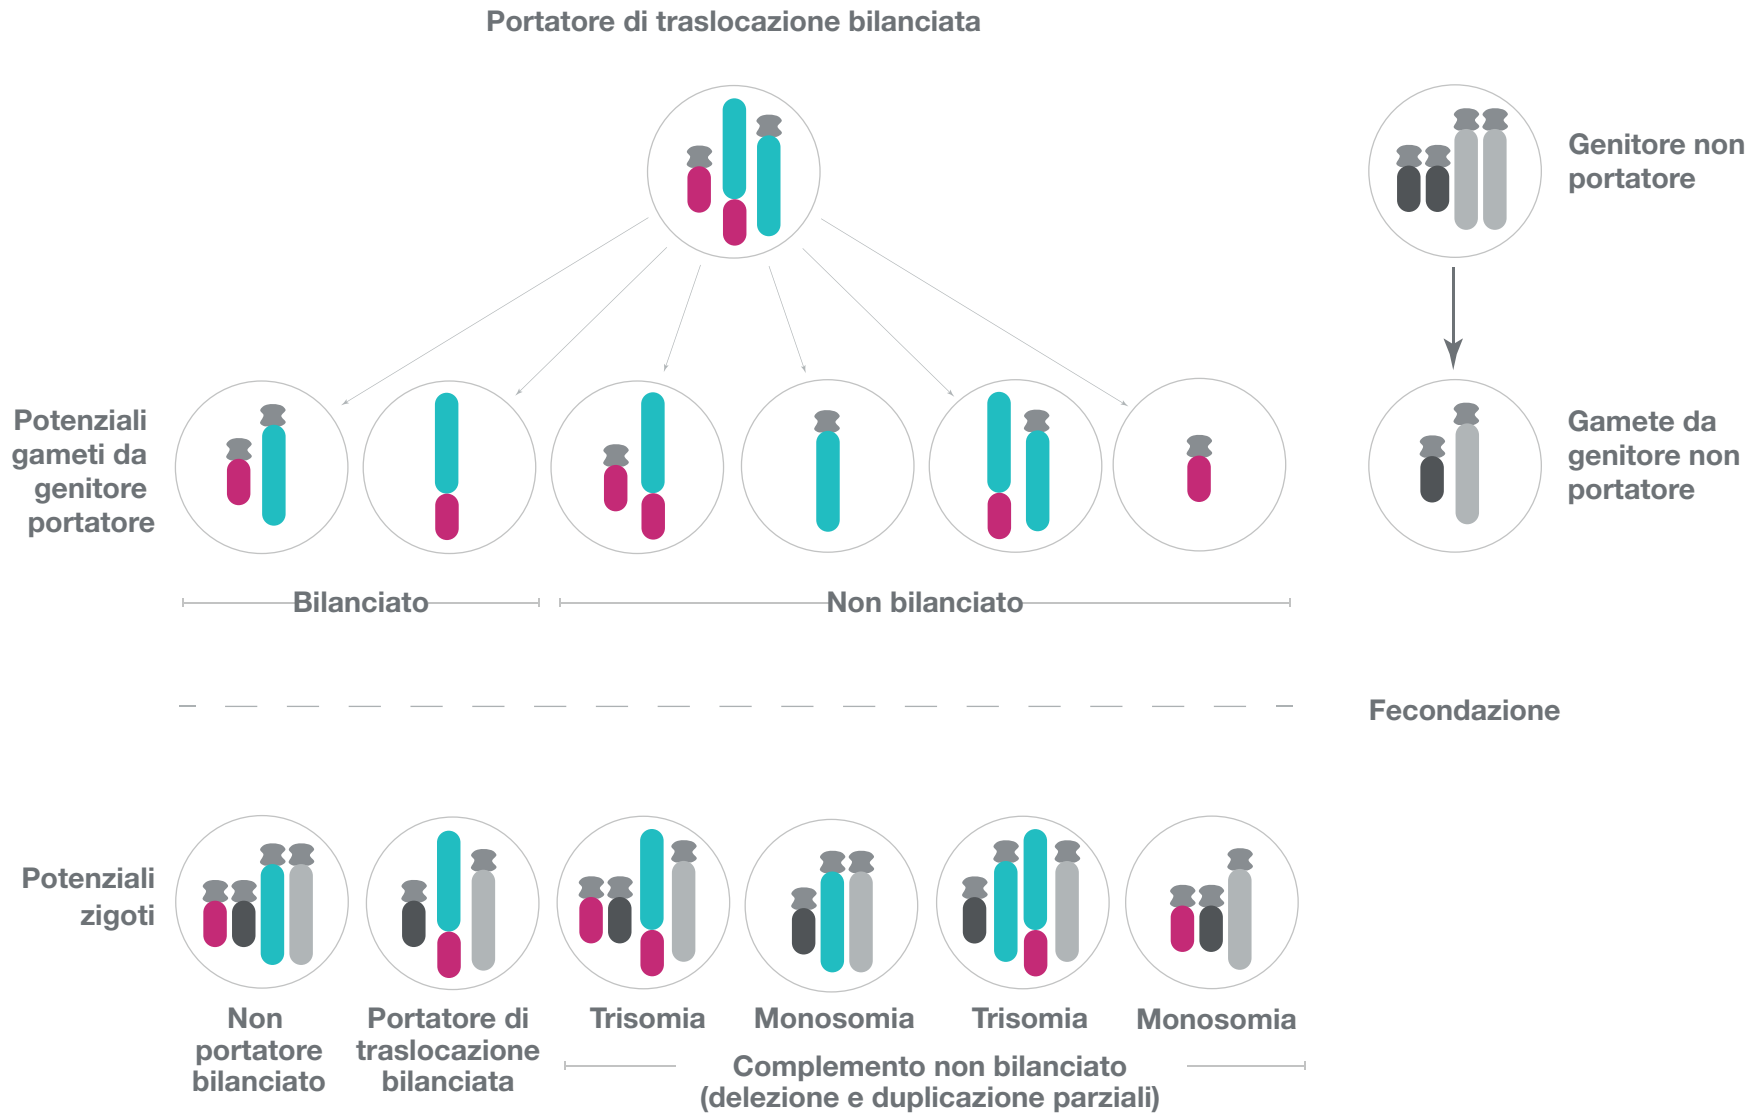 Portatore di traslocazione bilanciata
Genitore non
portatore
Potenziali
gameti da
genitore
portatore
Gamete da
genitore non
portatore
Bilanciato
Non bilanciato
Fecondazione
Potenziali
zigoti
Non
portatore
bilanciato
Portatore di
traslocazione
bilanciata
Trisomia
Monosomia
Trisomia
Monosomia
Complemento non bilanciato
(delezione e duplicazione parziali)